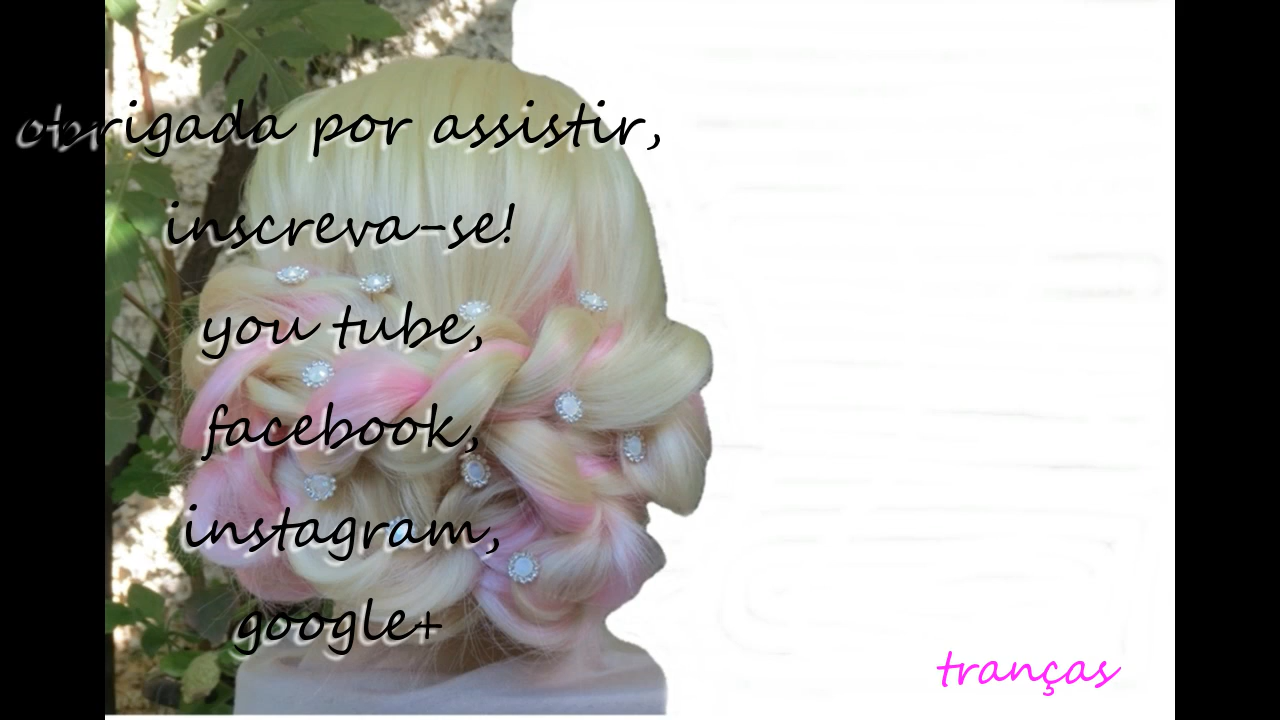 obrigada por assistir,
inscreva-se!
you tube,
facebook,
instagram,
google+
tranças